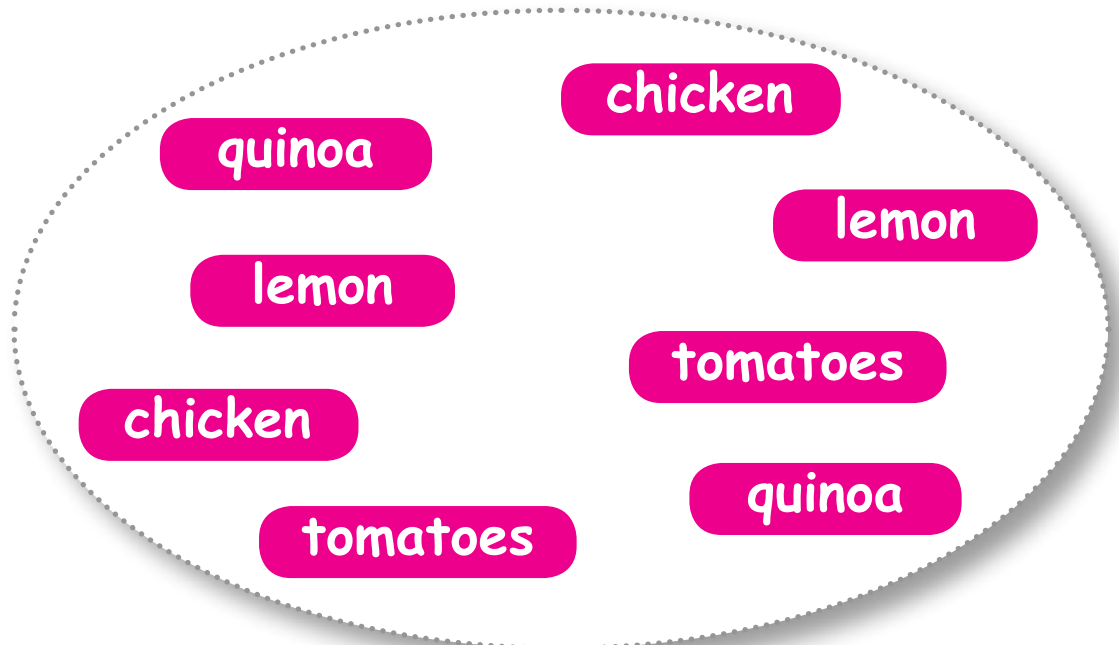 chicken
quinoa
lemon
lemon
tomatoes
chicken
quinoa
tomatoes